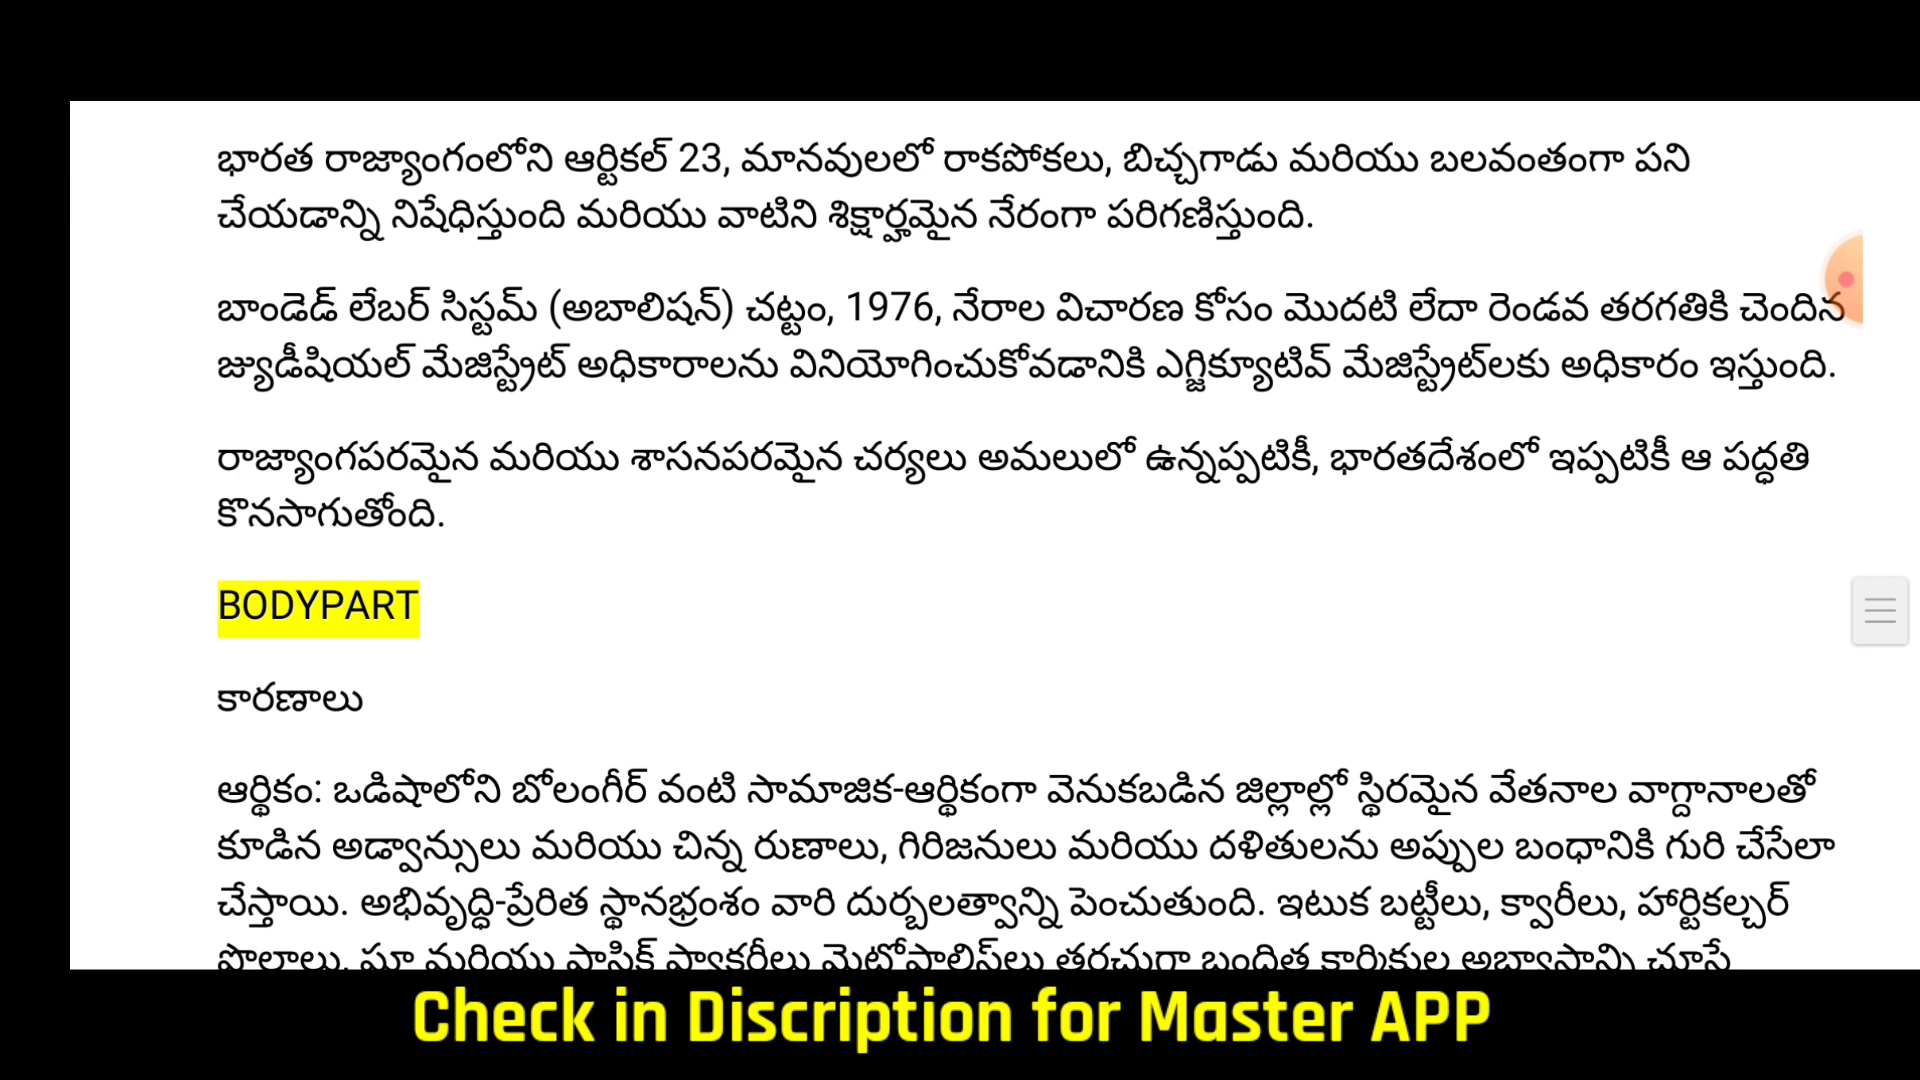 భారత రాజ్యాంగంలోని ఆర్టికల్ 23, మానవులలో రాకపోకలు, బిచ్చగాడు మరియు బలవంతంగా పని
చేయడాన్ని నిషేధిస్తుంది మరియు వాటిని శిక్షార్హమైన నేరంగా పరిగణిస్తుంది.
బాండెడ్ లేబర్ సిస్టమ్ (అబాలిషన్) చట్టం, 1976, నేరాల విచారణ కోసం మొదటి లేదా రెండవ తరగతికి చెందిన
జ్యుడీషియల్ మేజిస్ట్రేట్ అధికారాలను వినియోగించుకోవడానికి ఎగ్జిక్యూటివ్ మేజిస్ట్రేట్‌లకు అధికారం ఇస్తుంది.
రాజ్యాంగపరమైన మరియు శాసనపరమైన చర్యలు అమలులో ఉన్నప్పటికీ, భారతదేశంలో ఇప్పటికీ ఆ పద్ధతి
కొనసాగుతోంది.
BODYPART
కారణాలు
ఆర్థికం: ఒడిషాలోని బోలంగీర్ వంటి సామాజిక-ఆర్థికంగా వెనుకబడిన జిల్లాల్లో స్థిరమైన వేతనాల వాగ్దానాలతో
కూడిన అడ్వాన్సులు మరియు చిన్న రుణాలు, గిరిజనులు మరియు దళితులను అప్పుల బంధానికి గురి చేసేలా
చేస్తాయి. అభివృద్ధి-ప్రేరిత స్థానభ్రంశం వారి దుర్బలత్వాన్ని పెంచుతుంది. ఇటుక బట్టీలు, క్వారీలు, హార్టికల్చర్
పొలాలు, మరియు తరచుగా చూసే
Check in Discription for Master APP